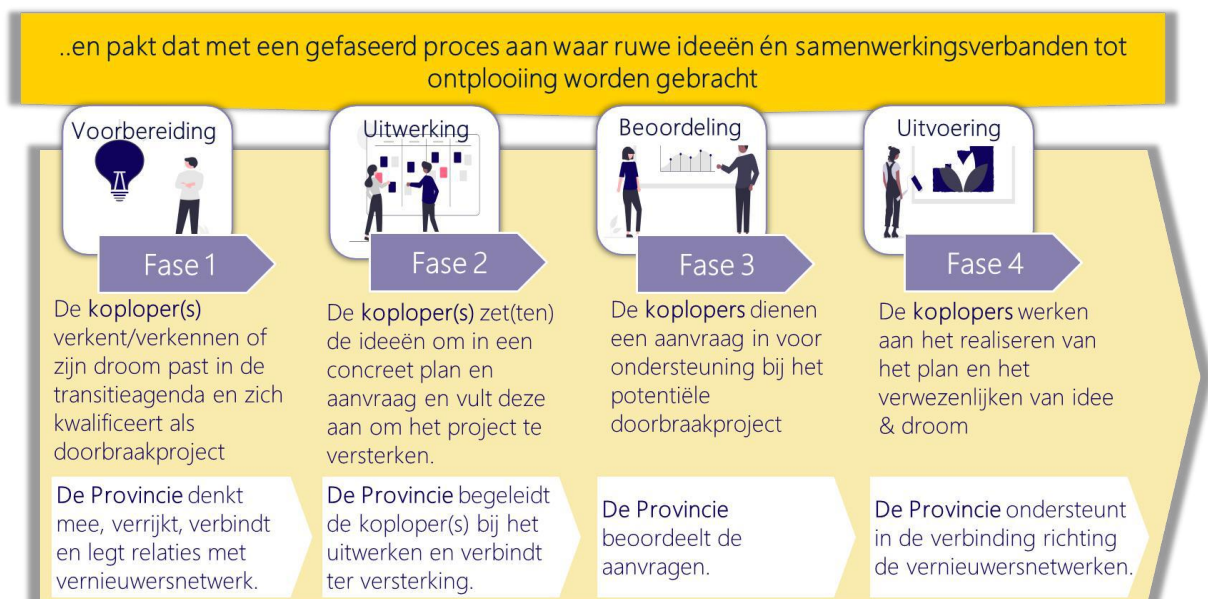 ..en pakt dat met een gefaseerd proces aan waar ruwe ideeën én samenwerkingsverbanden tot
ontplooiing worden gebracht
Voorbereiding
Fase 1
De koploper(s)
verkent/verkennen of
zijn droom past in de
transitieagenda en zich
kwalificeert als
doorbraakproject
De Provincie denkt
mee, verrijkt, verbindt
en legt relaties met
vernieuwersnetwerk.
Uitwerking
Fase 2
De koploper(s) zet(ten)
de ideeën om in een
concreet plan en
aanvraag en vult deze
aan om het project te
versterken.
De Provincie begeleidt
de koploper(s) bij het
uitwerken en verbindt
ter versterking.
Beoordeling
Fase 3
De koplopers dienen
een aanvraag in voor
ondersteuning bij het
potentiële
doorbraakproject
De Provincie
beoordeelt de
aanvragen.
Uitvoering
Fase 4
De koplopers werken
aan het realiseren van
het plan en het
verwezenlijken van idee
& droom
De Provincie ondersteunt
in de verbinding richting
de vernieuwersnetwerken.